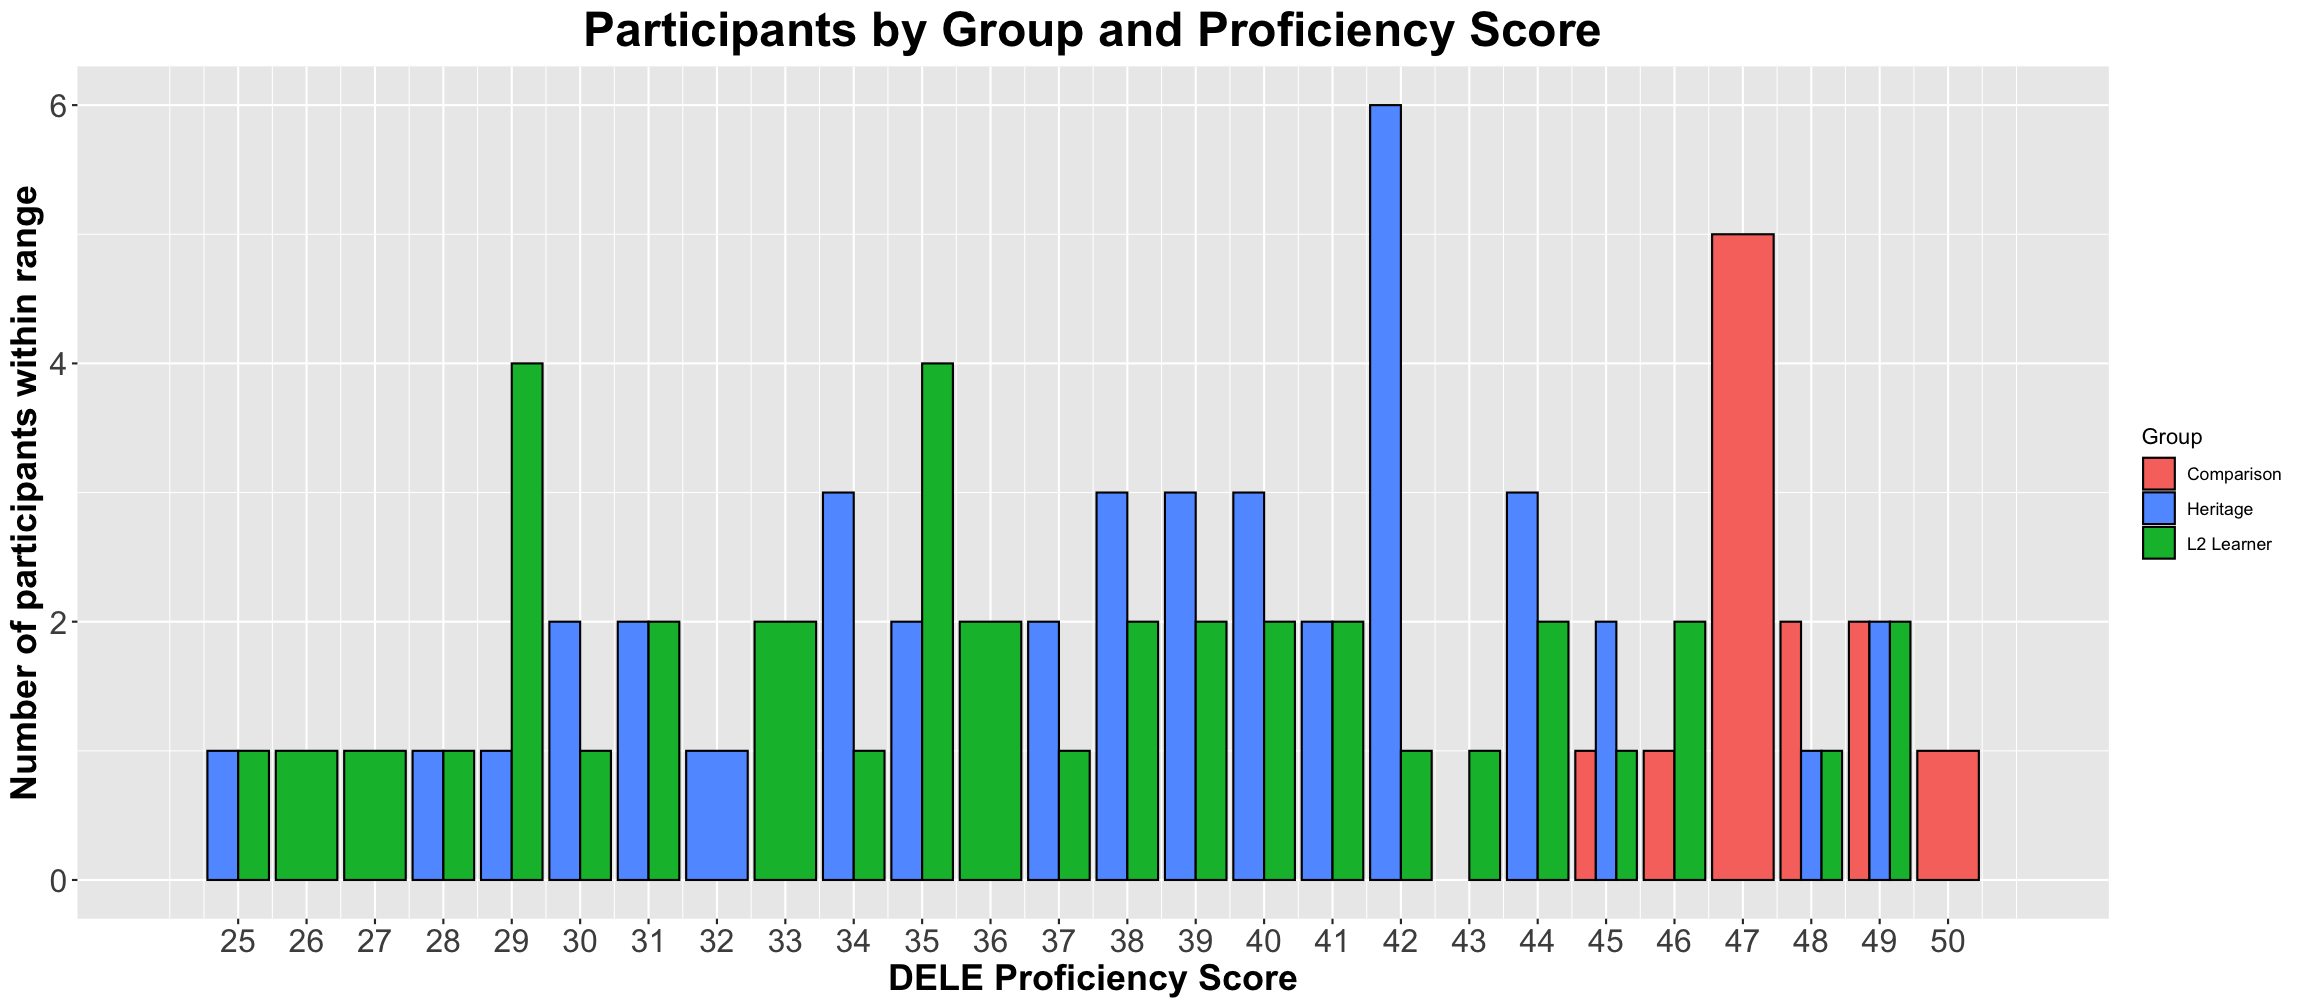 Participants by Group and Proficiency Score
Number of participants within range
6
4
2
0
25 26 27 28 29 30 31 32 33 34 35 36 37 38 39 40 41 42 43 44 45 46 47 48 49 50
DELE Proficiency Score
Group
Comparison
Heritage
L2 Learner